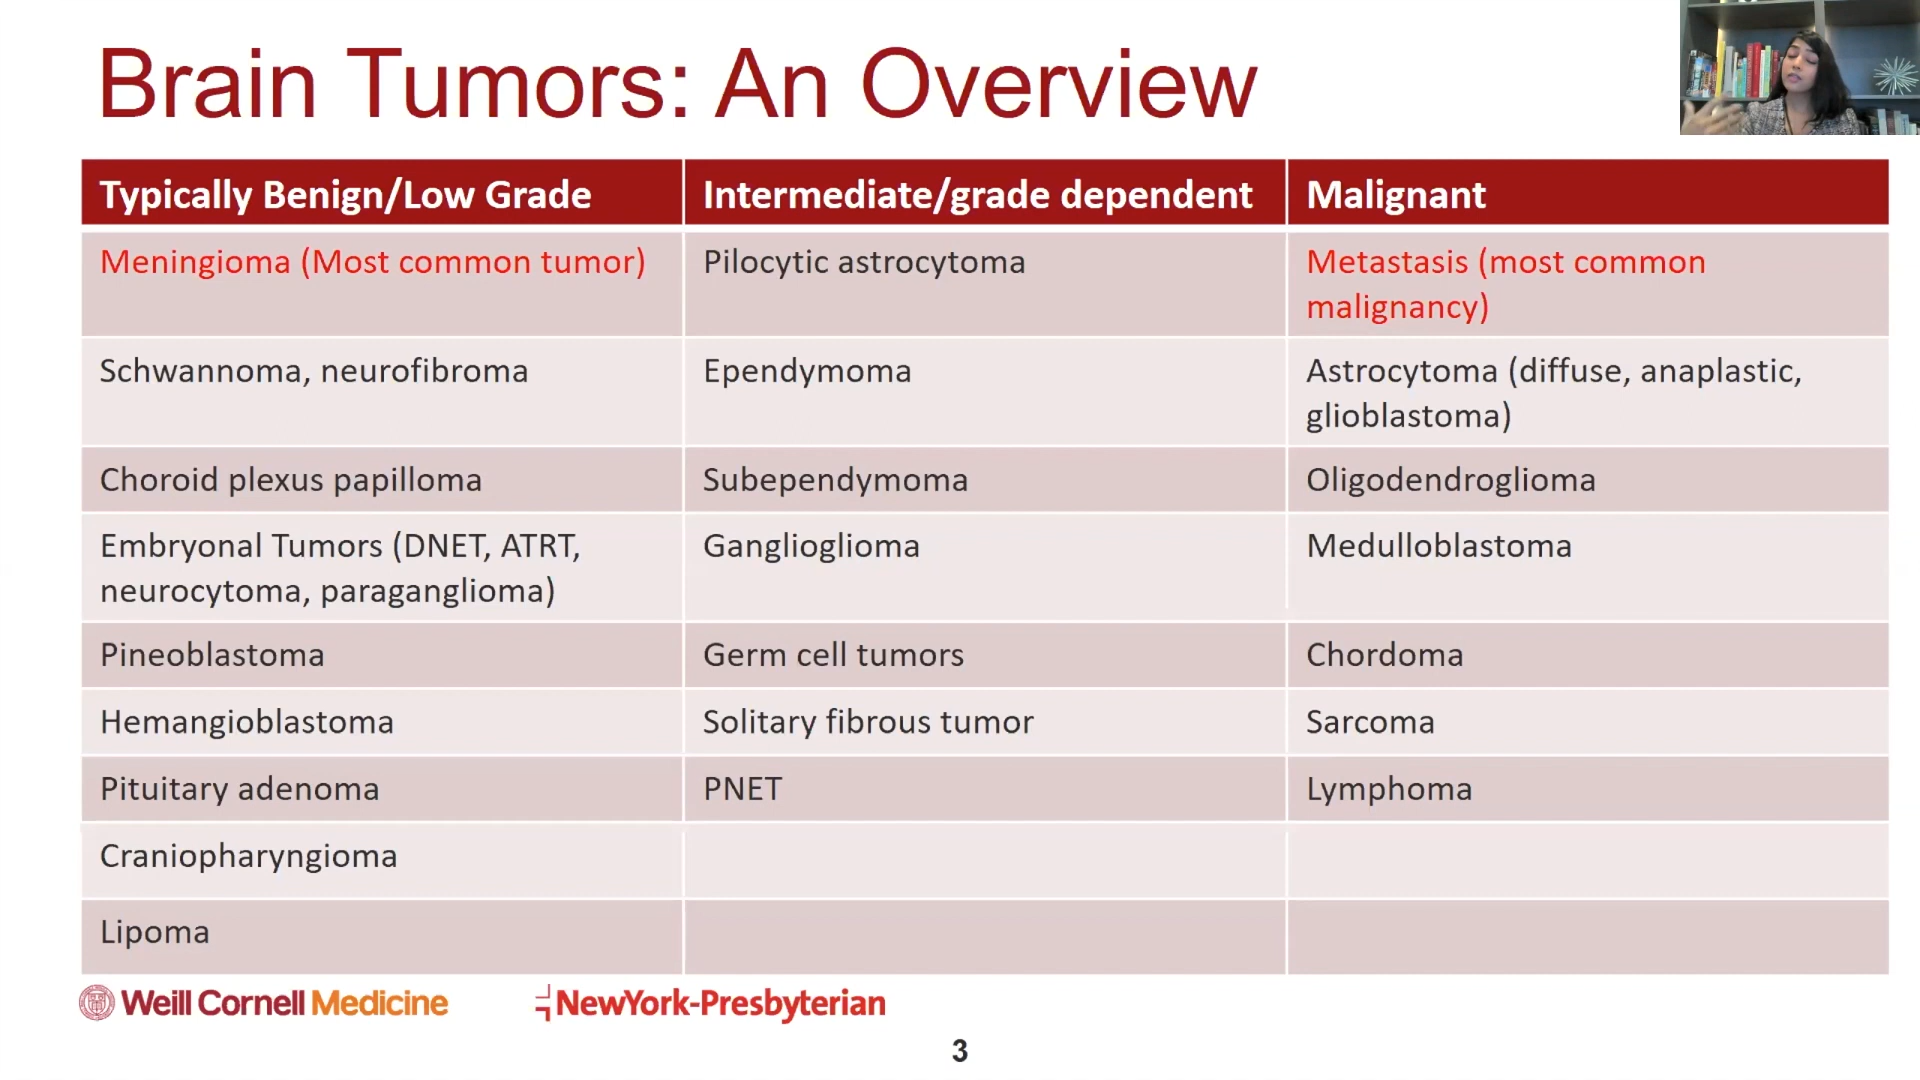 Brain Tumors: An Overview
Typically Benign/Low Grade
Intermediate/grade dependent
Malignant
Meningioma (Most common tumor)
Pilocytic astrocytoma
Metastasis (most common
malignancy)
Schwannoma, neurofibroma
Ependymoma
Astrocytoma (diffuse, anaplastic,
glioblastoma)
Choroid plexus papilloma
Subependymoma
Oligodendroglioma
Embryonal Tumors (DNET, ATRT,
neurocytoma, paraganglioma)
Ganglioglioma
Medulloblastoma
Pineoblastoma
Germ cell tumors
Chordoma
Hemangioblastoma
Solitary fibrous tumor
Sarcoma
Pituitary adenoma
PNET
Lymphoma
Craniopharyngioma
Lipoma
Weill Cornell Medicine
NewYork-Presbyterian
3